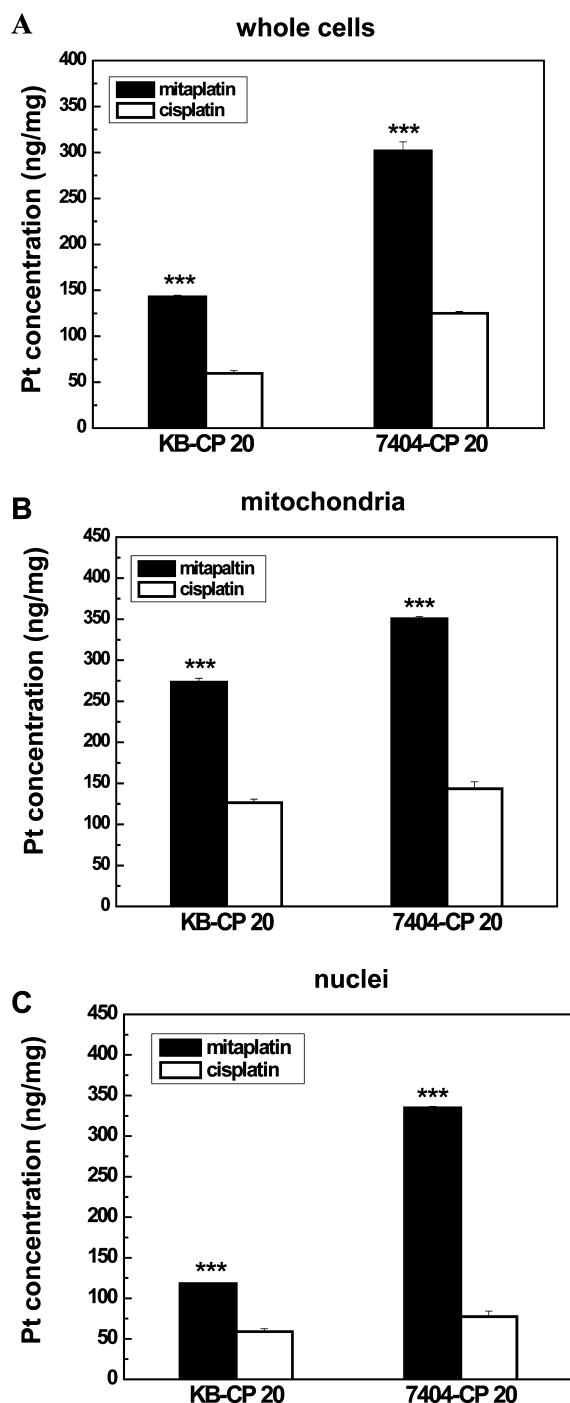 A
whole cells
mitaplatin
cisplatin
Pt concentration (ng/mg)
400
350
300
250
200
150
100
50
0
***
***
KB-CP 20
7404-CP 20
B
mitochondria
mitapaltin
cisplatin
Pt concentration (ng/mg)
450
400
350
300
250
200
150
100
50
0
***
***
KB-CP 20
7404-CP 20
C
nuclei
mitaplatin
cisplatin
Pt concentration (ng/mg)
450
400
350
300
250
200
150
100
50
0
***
***
KB-CP 20
7404-CP 20